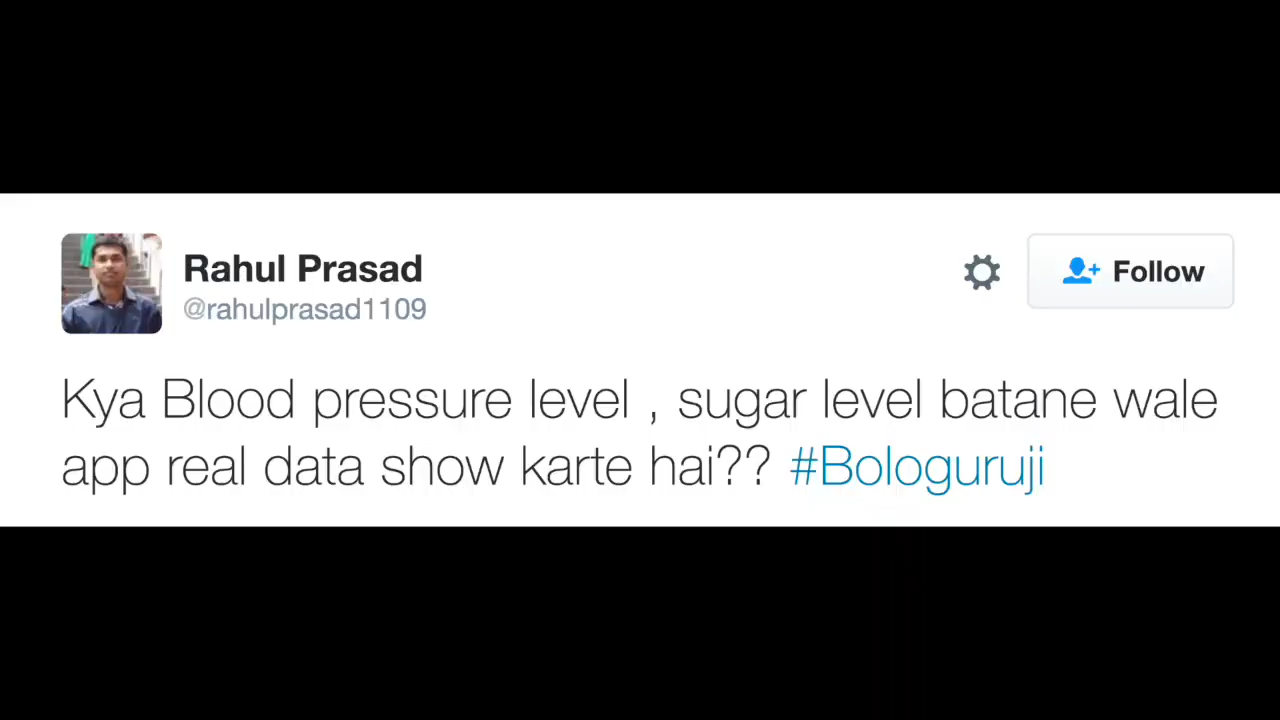 Rahul Prasad
@rahulprasad1109
Follow
Kya Blood pressure level , sugar level batane wale
app real data show karte hai?? #Bologuruji